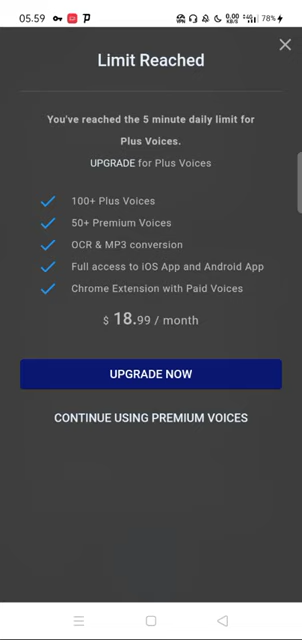 05.59
0.00
KB/S
78%
Limit Reached
You've reached the 5 minute daily limit for
Plus Voices.
UPGRADE for Plus Voices
100+ Plus Voices
50+ Premium Voices
OCR & MP3 conversion
Full access to iOS App and Android App
Chrome Extension with Paid Voices
$ 18.99 / month
UPGRADE NOW
CONTINUE USING PREMIUM VOICES